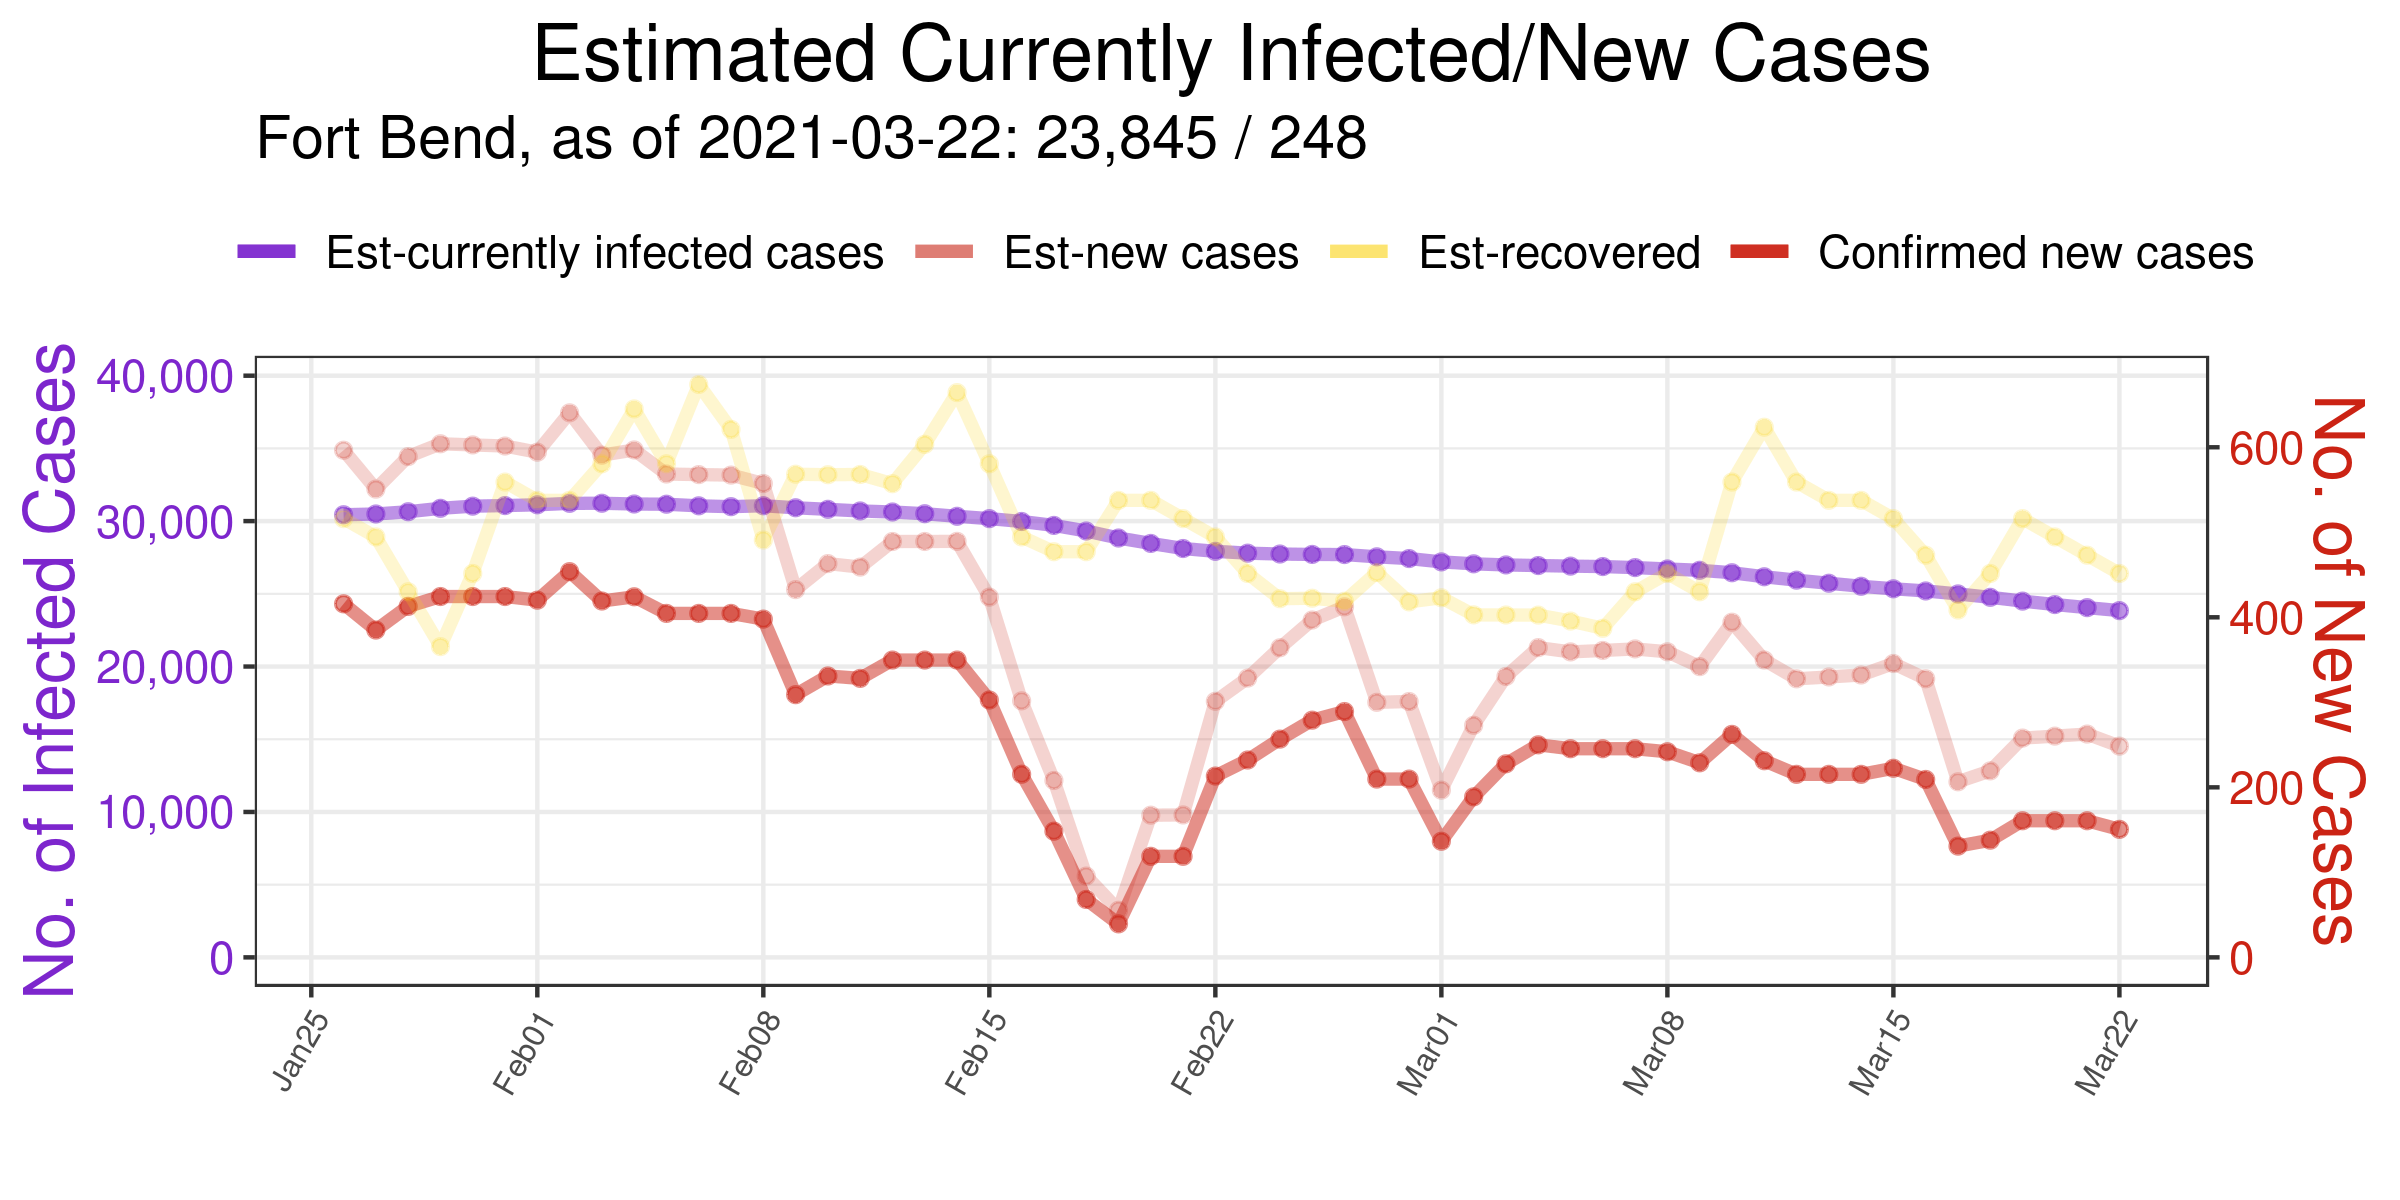 Estimated Currently Infected/New Cases
Fort Bend, as of 2021-03-22: 23,845 / 248
Est-currently infected cases Est-new cases Est-recovered Confirmed new cases
No. of Infected Cases
40,000
30,000
20,000
10,000
0
600
400
200
0
No. of New Cases
Jan25 Feb01 Feb08 Feb15 Feb22 Mar01 Mar08 Mar15 Mar22